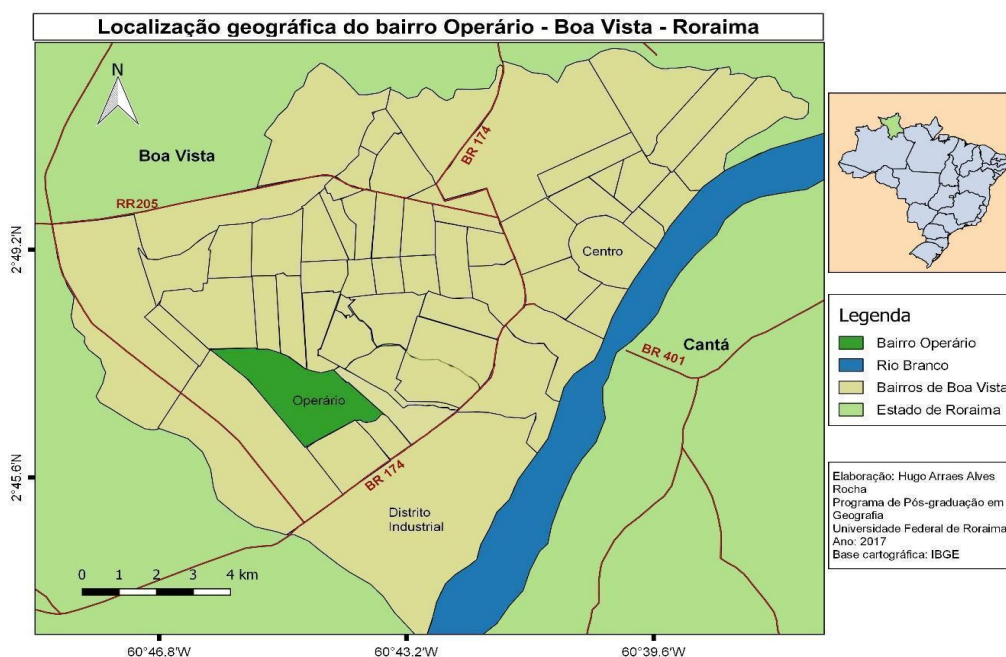 Localização geográfica do bairro Operário - Boa Vista - Roraima
N
Boa Vista
BR 174
RR205
Centro
Cantá
BR 401
Operário
BR 174
Distrito
Industrial
0 1 2 3 4 km
2°49.2'N
2°45.6'N
60°46.8'W
60°43.2'W
60°39.6'W
Legenda
Bairro Operário
Rio Branco
Bairros de Boa Vista
Estado de Roraima
Elaboração: Hugo Arraes Alves
Rocha
Programa de Pós-graduação em
Geografia
Universidade Federal de Roraima
Ano: 2017
Base cartográfica: IBGE